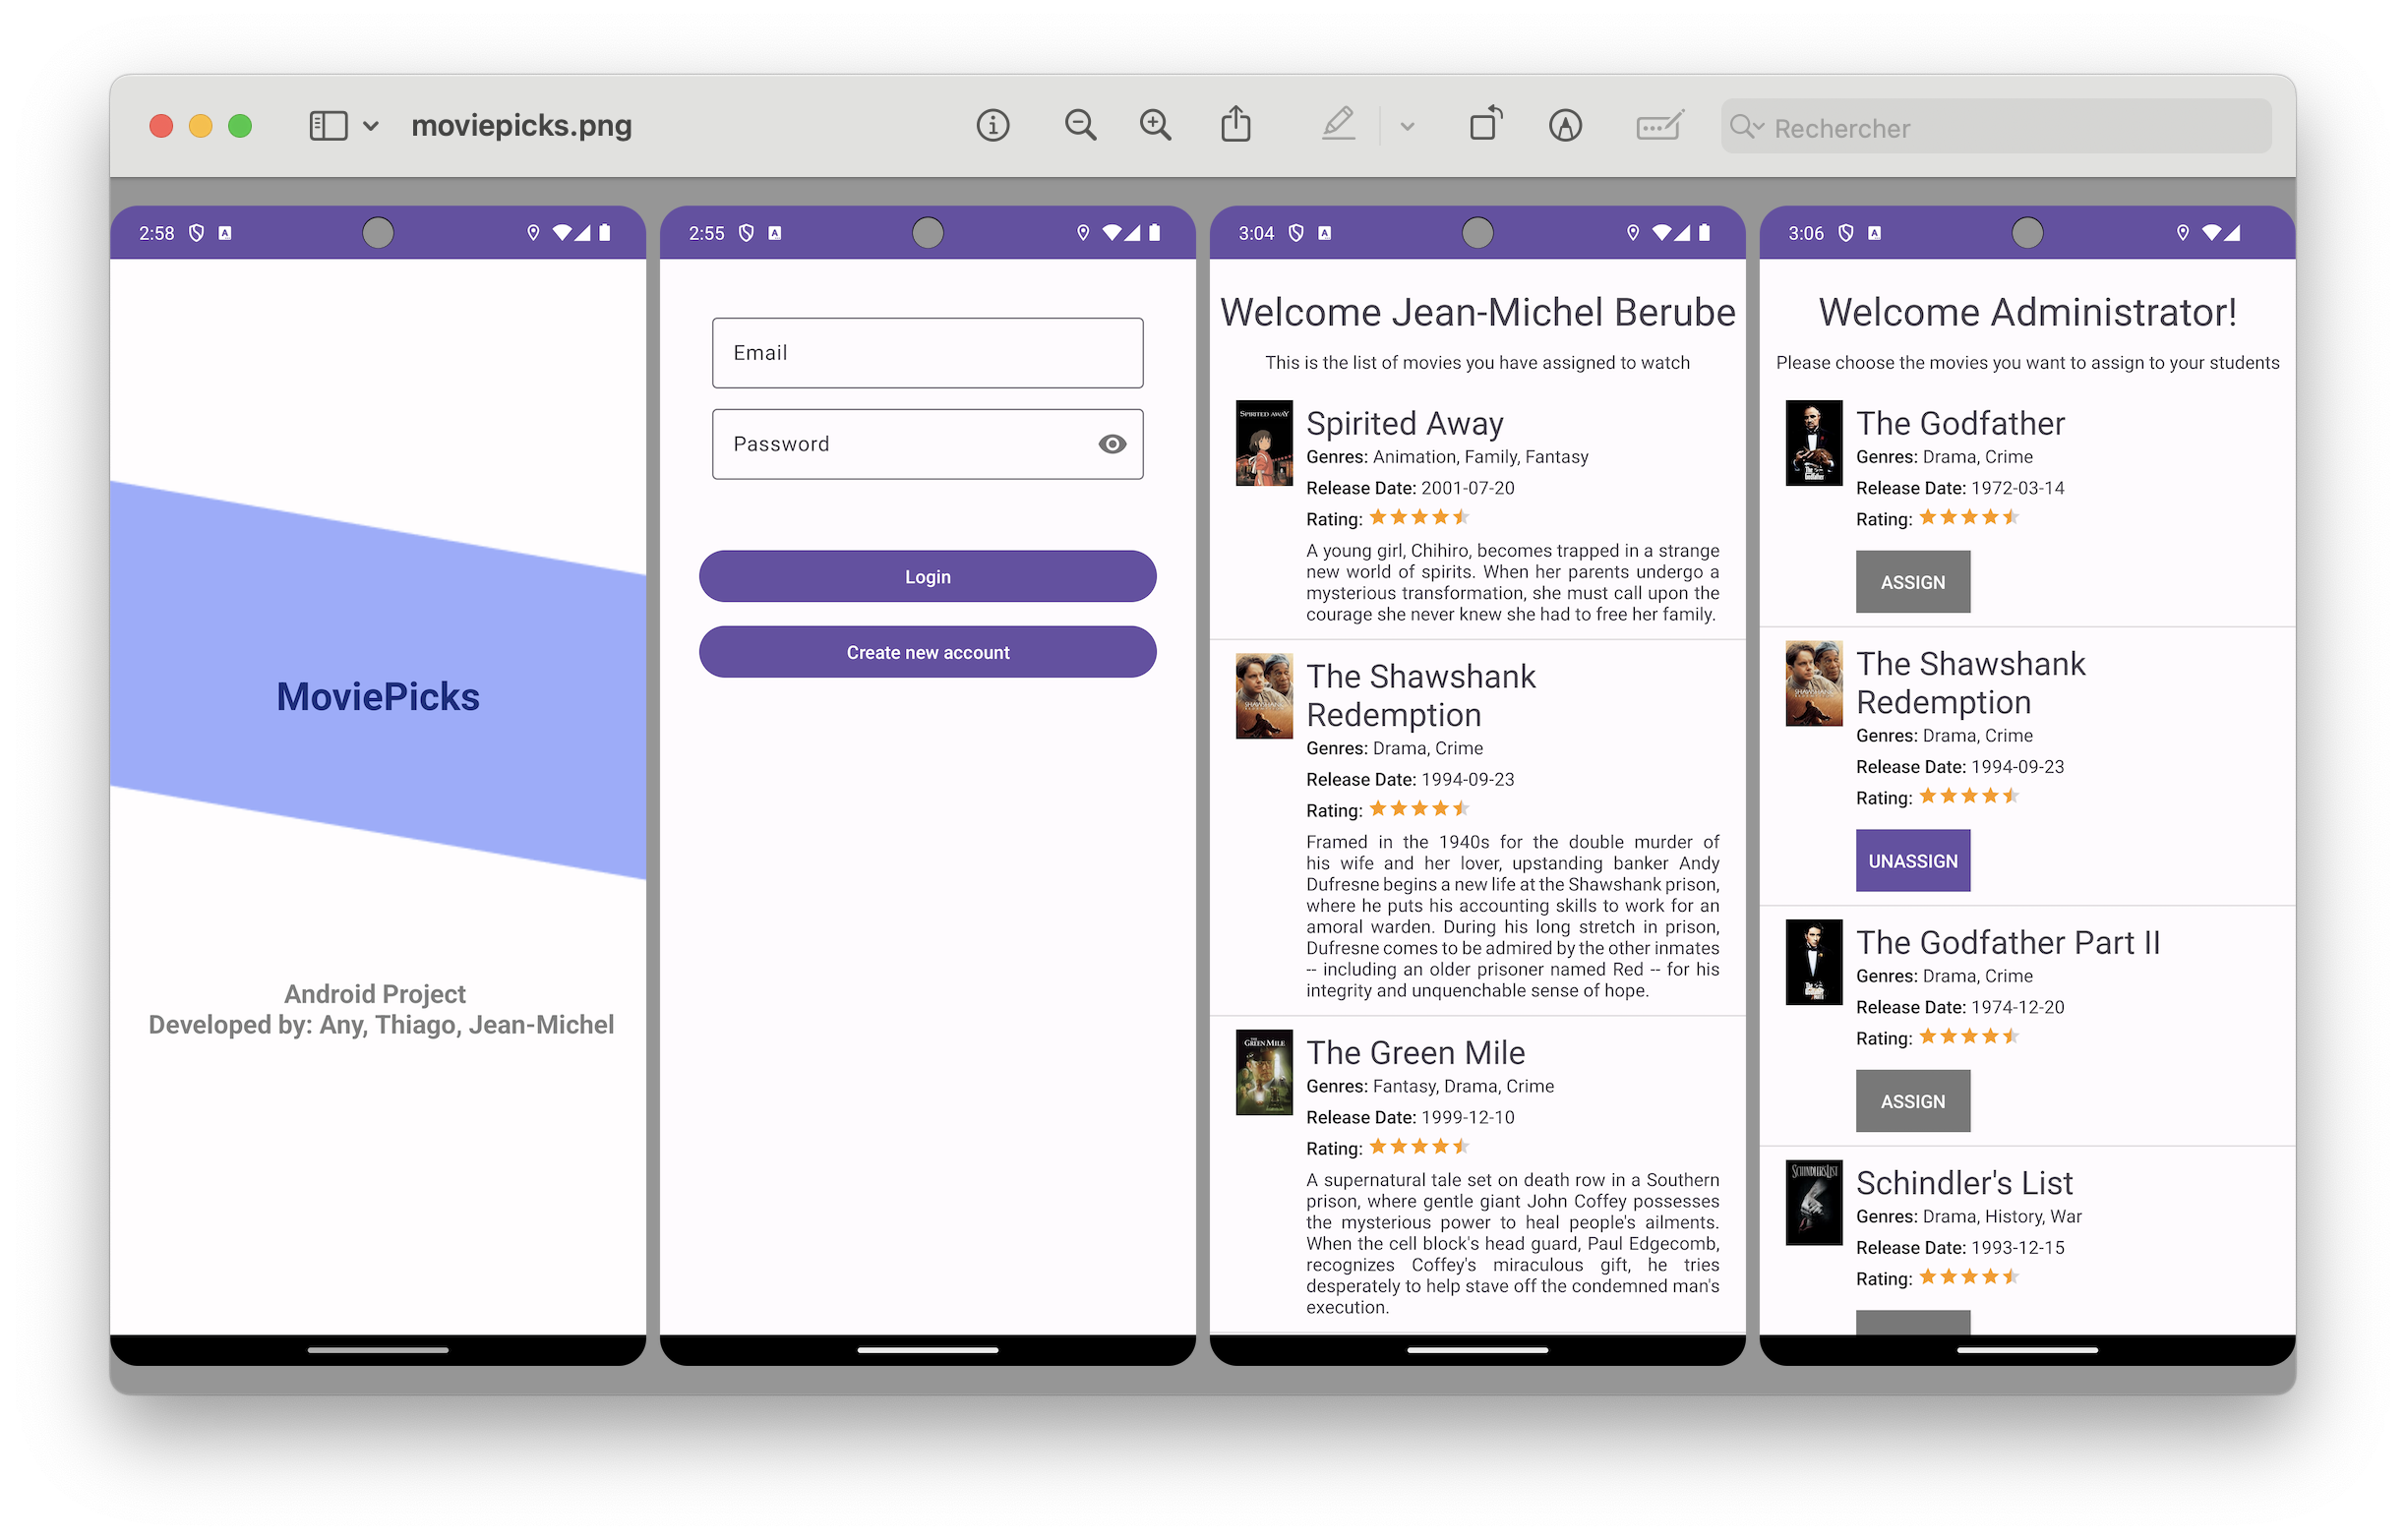 moviepicks.png
Rechercher
2:58
MoviePicks
Android Project
Developed by: Any, Thiago, Jean-Michel
2:55
Email
Password
Login
Create new account
3:04
Welcome Jean-Michel Berube
This is the list of movies you have assigned to watch
SPIRITED AWAY
Spirited Away
Genres: Animation, Family, Fantasy
Release Date: 2001-07-20
Rating:
A young girl, Chihiro, becomes trapped in a strange
new world of spirits. When her parents undergo a
mysterious transformation, she must call upon the
courage she never knew she had to free her family.
The Shawshank
Redemption
Genres: Drama, Crime
Release Date: 1994-09-23
Rating:
Framed in the 1940s for the double murder of
his wife and her lover, upstanding banker Andy
Dufresne begins a new life at the Shawshank prison,
where he puts his accounting skills to work for an
amoral warden. During his long stretch in prison,
Dufresne comes to be admired by the other inmates
-- including an older prisoner named Red -- for his
integrity and unquenchable sense of hope.
GREEN MILE
The Green Mile
Genres: Fantasy, Drama, Crime
Release Date: 1999-12-10
Rating:
A supernatural tale set on death row in a Southern
prison, where gentle giant John Coffey possesses
the mysterious power to heal people's ailments.
When the cell block's head guard, Paul Edgecomb,
recognizes Coffey's miraculous gift, he tries
desperately to help stave off the condemned man's
execution.
3:06
Welcome Administrator!
Please choose the movies you want to assign to your students
The Godfather
Genres: Drama, Crime
Release Date: 1972-03-14
Rating:
ASSIGN
The Shawshank
Redemption
Genres: Drama, Crime
Release Date: 1994-09-23
Rating:
UNASSIGN
The Godfather Part II
Genres: Drama, Crime
Release Date: 1974-12-20
Rating:
ASSIGN
SCHINDLER'S LIST
Schindler's List
Genres: Drama, History, War
Release Date: 1993-12-15
Rating: